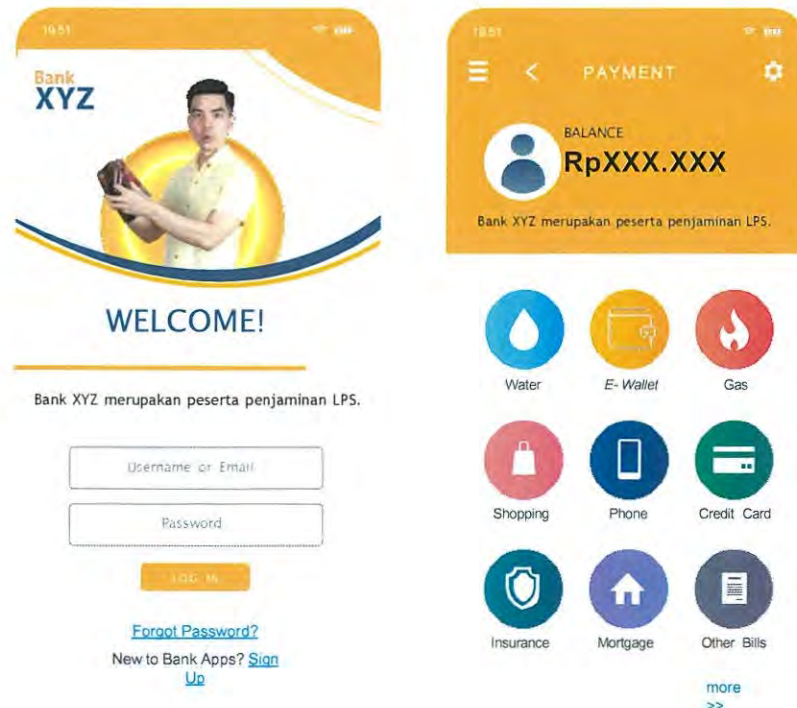 19.51
Bank
XYZ
WELCOME!
Bank XYZ merupakan peserta penjaminan LPS.
Username or Email
Password
LOG IN
Forgot Password?
New to Bank Apps? Sign
Up
19.51
PAYMENT
BALANCE
RpXXX.XXX
Bank XYZ merupakan peserta penjaminan LPS.
Water
E- Wallet
Gas
Shopping
Phone
Credit Card
Insurance
Mortgage
Other Bills
more
>>